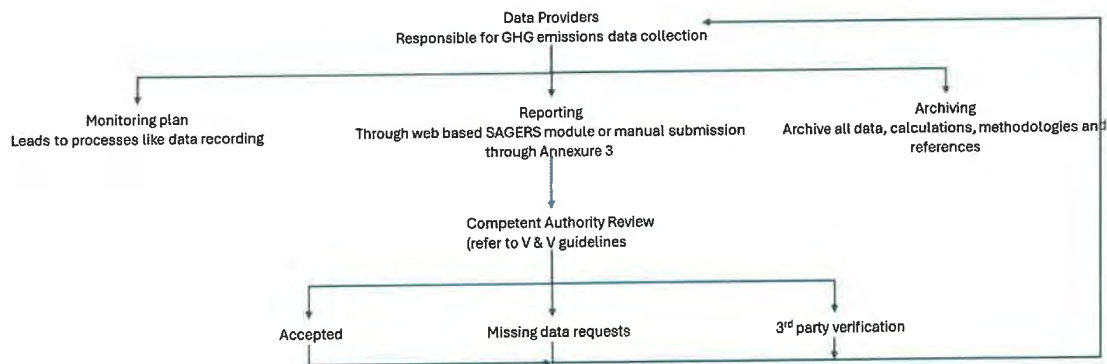 Data Providers
Responsible for GHG emissions data collection
Monitoring plan
Leads to processes like data recording
Reporting
Through web based SAGERS module or manual submission
through Annexure 3
Archiving
Archive all data, calculations, methodologies and
references
Competent Authority Review
(refer to V & V guidelines
Accepted
Missing data requests
3rd party verification